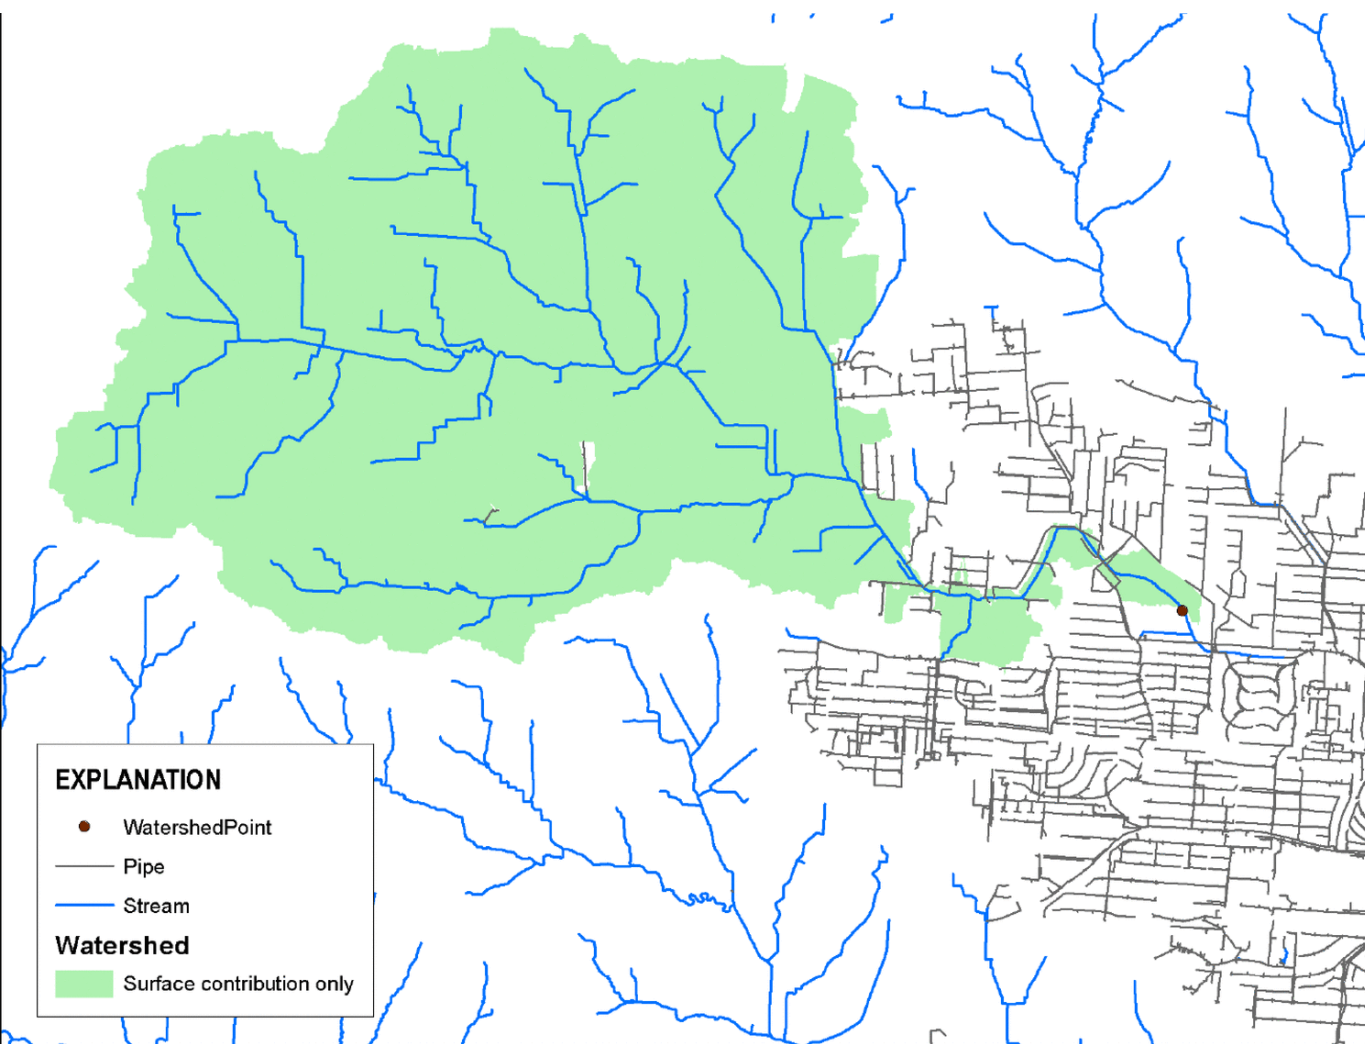 EXPLANATION
WatershedPoint
Pipe
Stream
Watershed
Surface contribution only